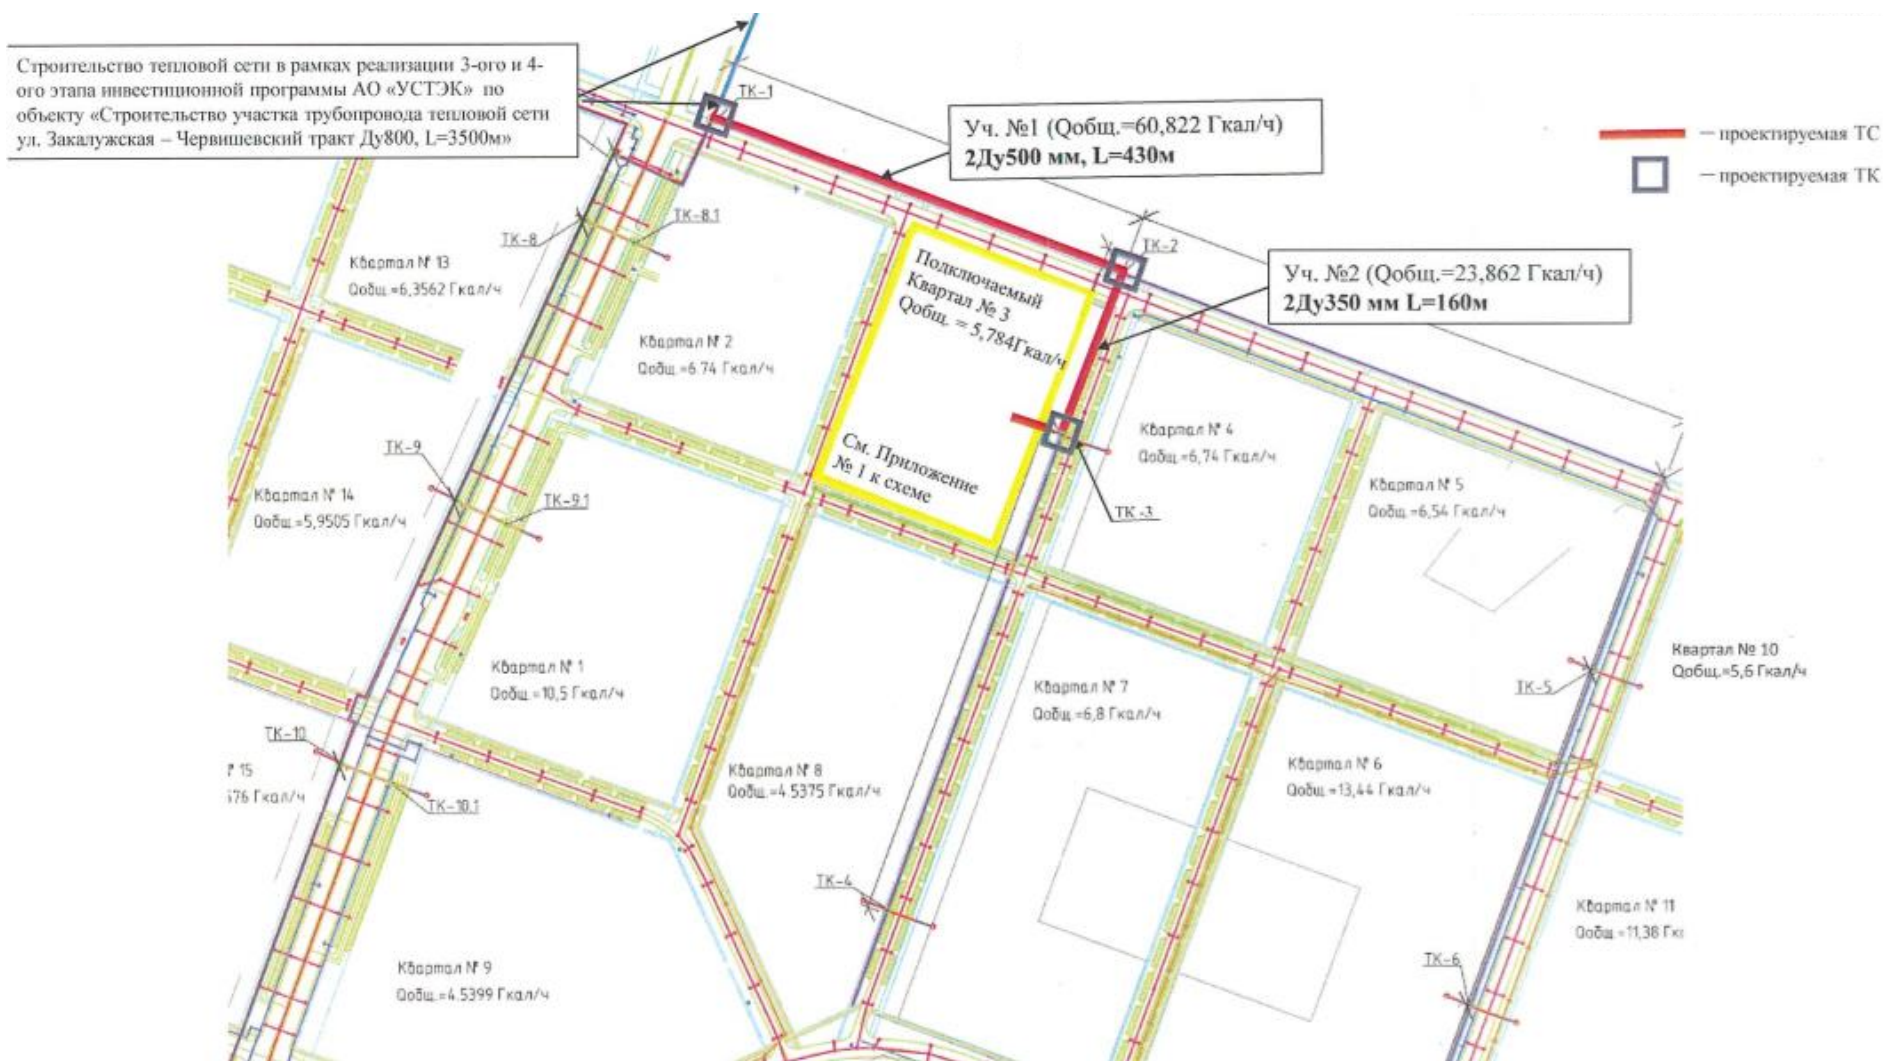 Строительство тепловой сети в рамках реализации 3-ого и 4-
ого этапа инвестиционной программы АО «УСТЭК» по
объекту «Строительство участка трубопровода тепловой сети
ул. Закалужская – Червишевский тракт Ду800, L=3500м»
ТК-1
Уч. №1 (Qобщ.=60,822 Гкал/ч)
2Ду500 мм, L=430м
– проектируемая ТС
– проектируемая ТК
ТК-8.1
ТК-8
ТК-2
Квартал № 13
Qобщ.=6,3562 Гкал/ч
Подключаемый
Квартал № 3
Qобщ. = 5,784Гкал/ч
Уч. №2 (Qобщ.=23,862 Гкал/ч)
2Ду350 мм L=160м
Квартал № 2
Qобщ.=6.74 Гкал/ч
См. Приложение
№ 1 к схеме
Квартал № 4
Qобщ.=6,74 Гкал/ч
ТК-9
Квартал № 14
Qобщ.=5,9505 Гкал/ч
ТК-9.1
ТК -3
Квартал № 5
Qобщ.=6,54 Гкал/ч
Квартал № 1
Qобщ.=10,5 Гкал/ч
Квартал № 7
Qобщ.=6,8 Гкал/ч
ТК-5
Квартал № 10
Qобщ.=5,6 Гкал/ч
ТК-10
№ 15
576 Гкал/ч
ТК-10.1
Квартал № 8
Qобщ.=4.5375 Гкал/ч
Квартал № 6
Qобщ.=13,44 Гкал/ч
ТК-4
Квартал № 11
Qобщ.=11,38 Гк
Квартал № 9
Qобщ.=4.5399 Гкал/ч
ТК-6